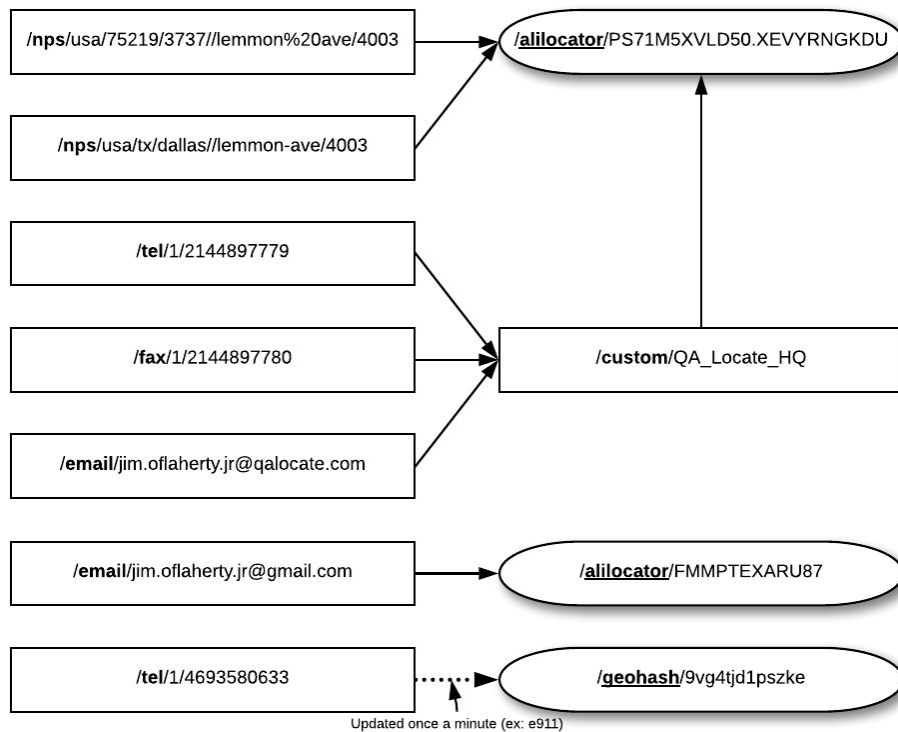 /nps/usa/75219/3737//lemmon%20ave/4003
/alilocator/PS71M5XVLD50.XEVYRNGKDU
/nps/usa/tx/dallas//lemmon-ave/4003
/tel/1/2144897779
/fax/1/2144897780
/custom/QA_Locate_HQ
/email/jim.oflaherty.jr@qalocate.com
/email/jim.oflaherty.jr@gmail.com
/alilocator/FMMPTEXARU87
/tel/1/4693580633
/geohash/9vg4tjd1pszke
Updated once a minute (ex: e911)